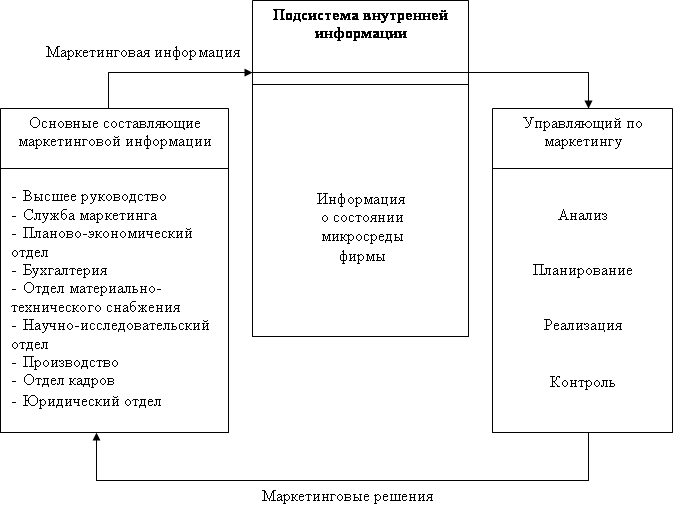 Подсистема внутренней
информации
Маркетинговая информация
Основные составляющие
маркетинговой информации
- Высшее руководство
- Служба маркетинга
- Планово-экономический
отдел
- Бухгалтерия
- Отдел материально-
технического снабжения
- Научно-исследовательский
отдел
- Производство
- Отдел кадров
- Юридический отдел
Информация
о состоянии
микросреды
фирмы
Управляющий по
маркетингу
Анализ
Планирование
Реализация
Контроль
Маркетинговые решения